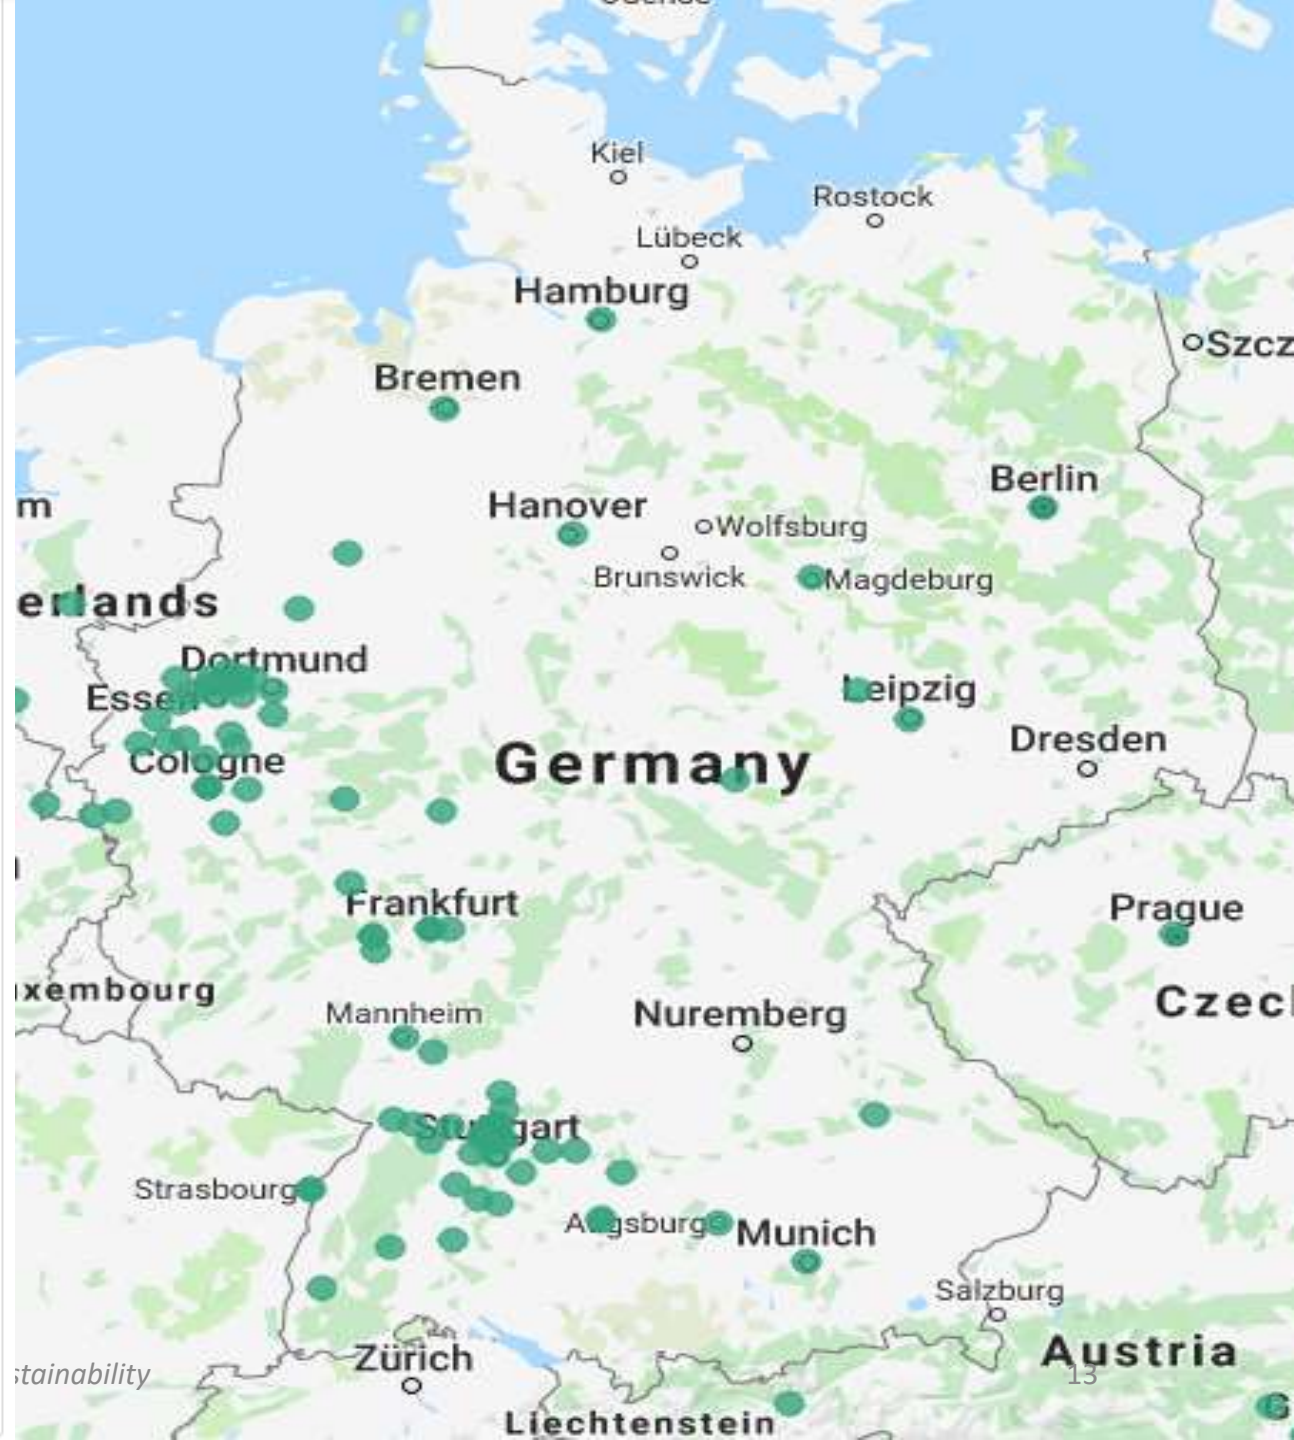 Kiel
Rostock
Lübeck
Hamburg
Szcz
Bremen
Berlin
Hanover
m
Wolfsburg
Brunswick
Magdeburg
erlands
Dortmund
Essen
Leipzig
Dresden
Cologne
Germany
Frankfurt
Prague
xembourg
Czec
Mannheim
Nuremberg
Stuttgart
Strasbourg
Augsburg
Munich
Salzburg
Austria
Zürich
stainability
13
Liechtenstein
G